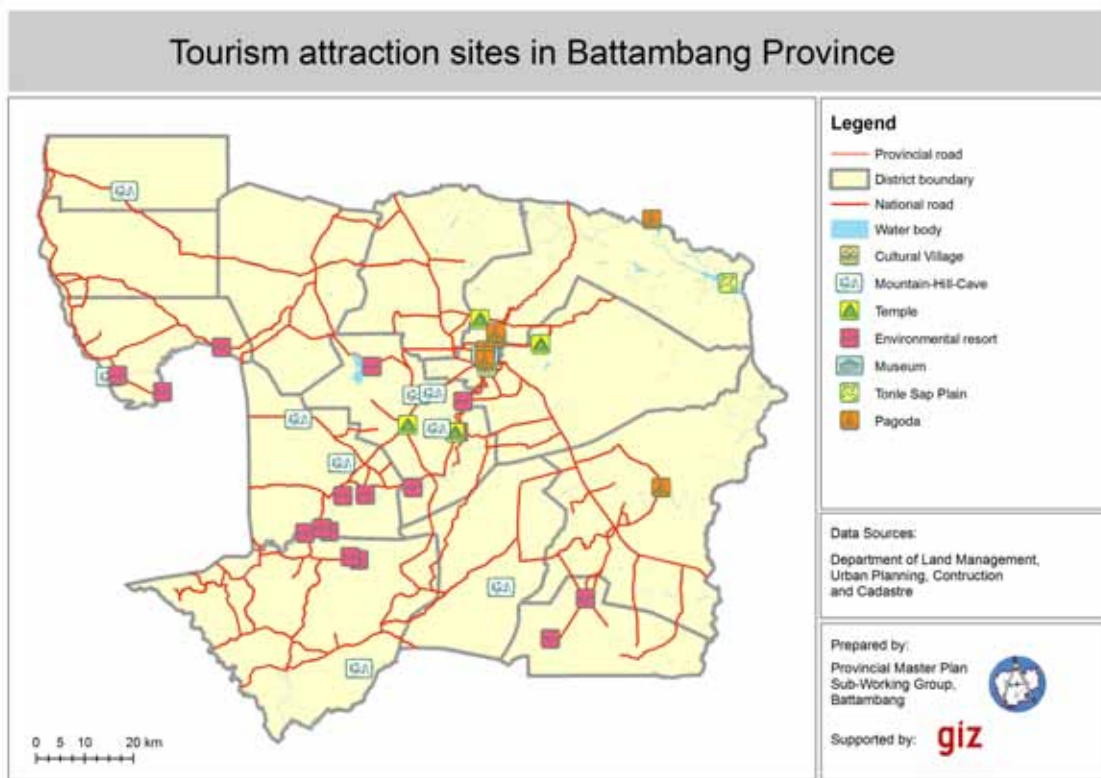 Tourism attraction sites in Battambang Province
Legend
Provincial road
District boundary
National road
Water body
Cultural Village
Mountain-Hill-Cave
Temple
Environmental resort
Museum
Tonle Sap Plain
Pagoda
Data Sources:
Department of Land Management,
Urban Planning, Contruction
and Cadastre
Prepared by:
Provincial Master Plan
Sub-Working Group,
Battambang
Supported by: giz
0 5 10 20 km